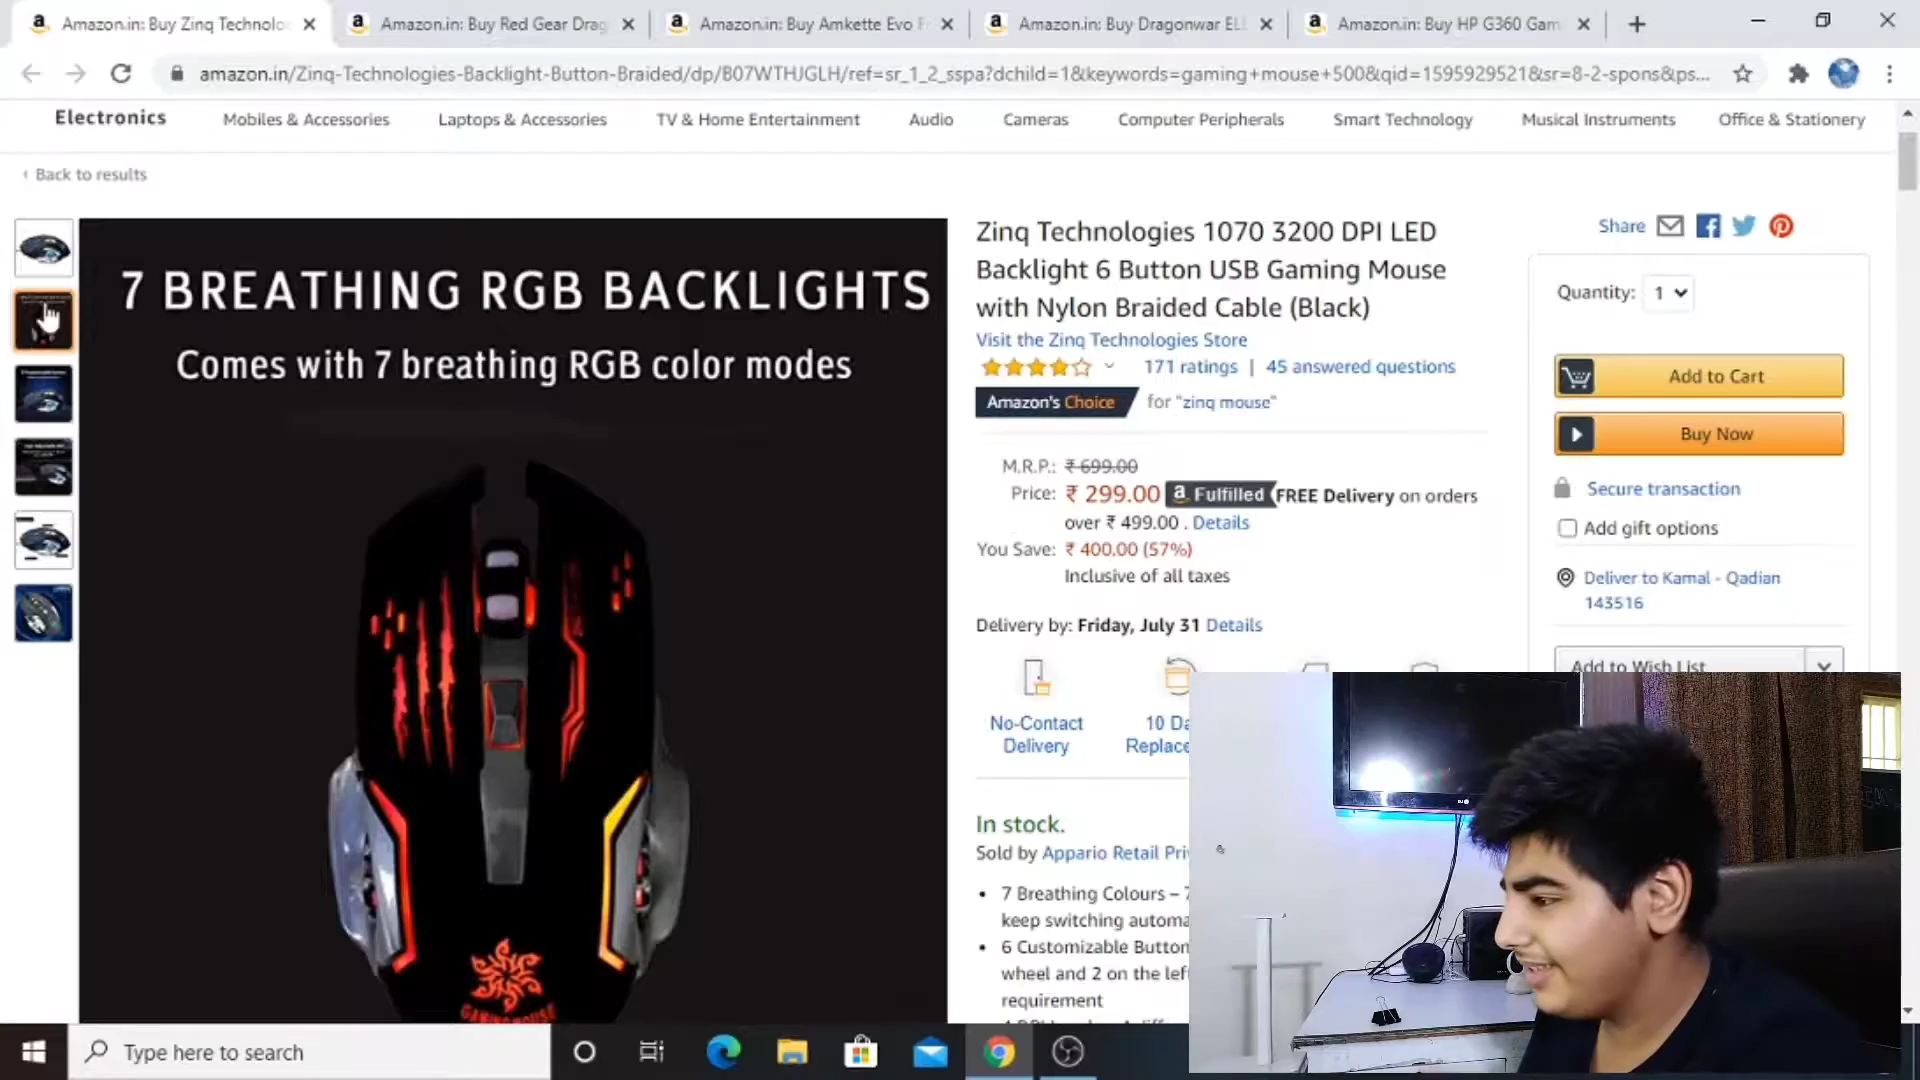 Amazon.in: Buy Zinq Technolo
Amazon.in: Buy Red Gear Drag
Amazon.in: Buy Amkette Evo F
Amazon.in: Buy Dragonwar EL
Amazon.in: Buy HP G360 Gam
amazon.in/Zinq-Technologies-Backlight-Button-Braided/dp/B07WTHJGLH/ref=sr_1_2_sspa?dchild=1&keywords=gaming+mouse+500&qid=1595929521&sr=8-2-spons&ps...
Electronics Mobiles & Accessories Laptops & Accessories TV & Home Entertainment Audio Cameras Computer Peripherals Smart Technology Musical Instruments Office & Stationery
‹ Back to results
7 BREATHING RGB BACKLIGHTS
Comes with 7 breathing RGB color modes
GAMING MOUSE
Zinq Technologies 1070 3200 DPI LED
Backlight 6 Button USB Gaming Mouse
with Nylon Braided Cable (Black)
Visit the Zinq Technologies Store
171 ratings | 45 answered questions
Amazon's Choice for "zinq mouse"
M.R.P.: ₹ 699.00
Price: ₹ 299.00 a Fulfilled FREE Delivery on orders
over ₹ 499.00 . Details
You Save: ₹ 400.00 (57%)
Inclusive of all taxes
Delivery by: Friday, July 31 Details
No-Contact
Delivery
10 Da
Replace
In stock.
Sold by Appario Retail Pri
• 7 Breathing Colours –
keep switching automa
• 6 Customizable Button
wheel and 2 on the lef
requirement
Share
Quantity: 1
Add to Cart
Buy Now
Secure transaction
Add gift options
Deliver to Kamal - Qadian
143516
Add to Wish List
Type here to search